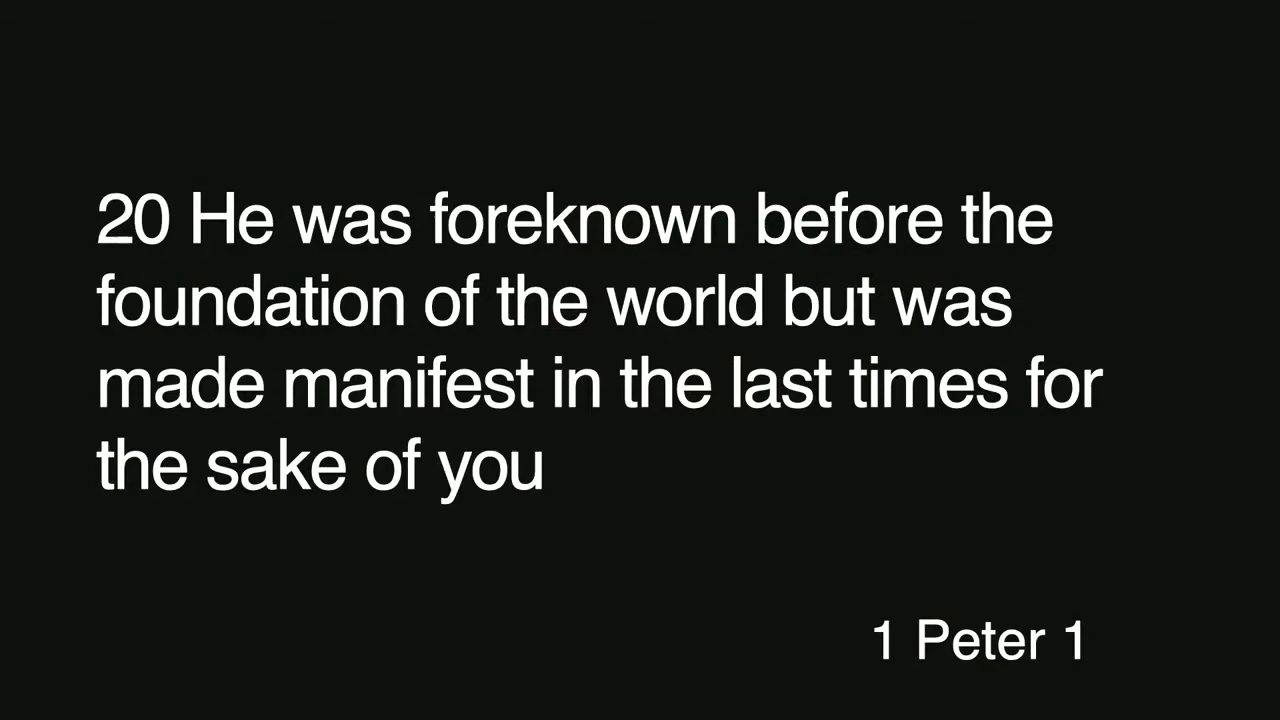 20 He was foreknown before the
foundation of the world but was
made manifest in the last times for
the sake of you
1 Peter 1